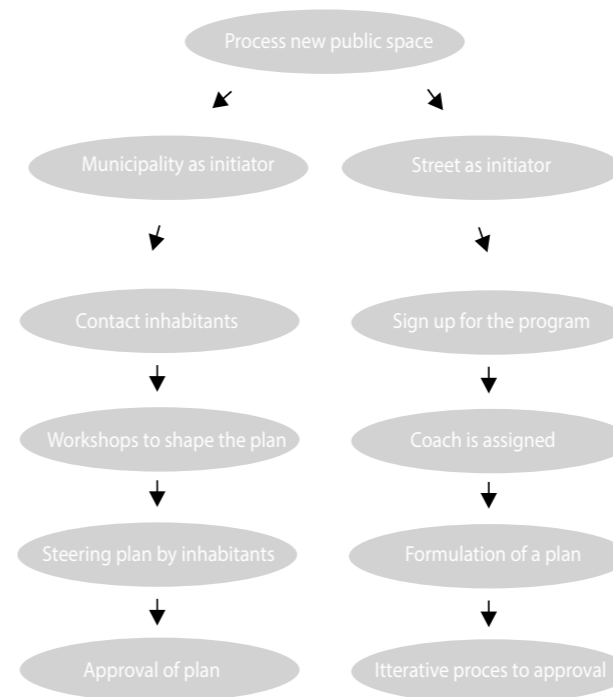 Process new public space
Municipality as initiator
Street as initiator
Contact inhabitants
Sign up for the program
Workshops to shape the plan
Coach is assigned
Steering plan by inhabitants
Formulation of a plan
Approval of plan
Itterative proces to approval